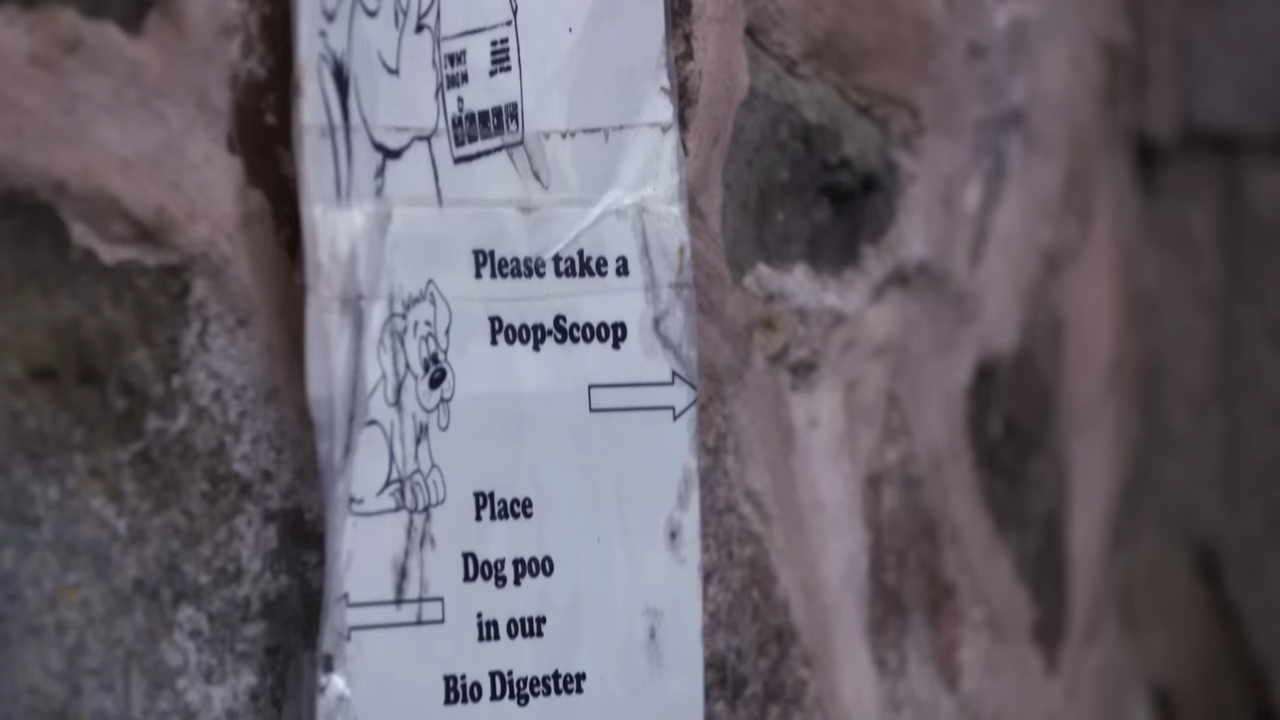 Please take a
Poop-Scoop
Place
Dog poo
in our
Bio Digester